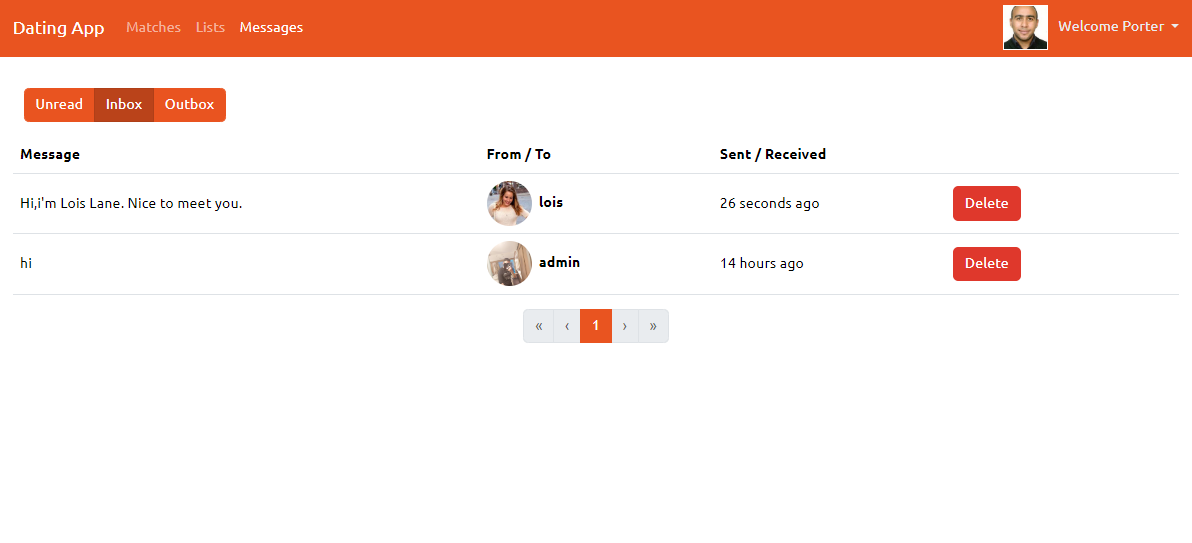 Dating App Matches Lists Messages Welcome Porter
Unread Inbox Outbox
Message From / To Sent / Received
Hi,i'm Lois Lane. Nice to meet you. lois 26 seconds ago Delete
hi admin 14 hours ago Delete
« ‹ 1 › »